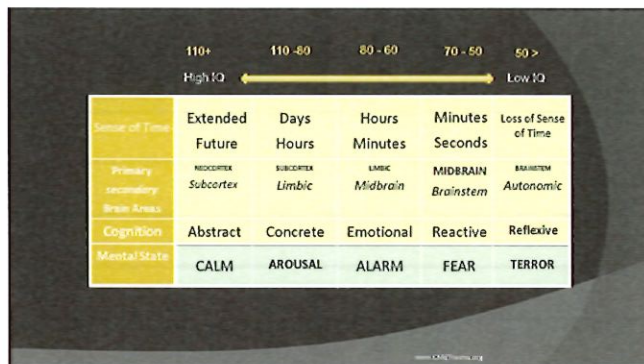 110+ 110 -80 80 - 60 70 - 50 50 >
High IQ Low IQ
Sense of Time Extended Days Hours Minutes Loss of Sense
Future Hours Minutes Seconds of Time
Primary NEOCORTEX SUBCORTEX LIMBIC MIDBRAIN BRAINSTEM
secondary Subcortex Limbic Midbrain Brainstem Autonomic
Brain Areas
Cognition Abstract Concrete Emotional Reactive Reflexive
Mental State CALM AROUSAL ALARM FEAR TERROR